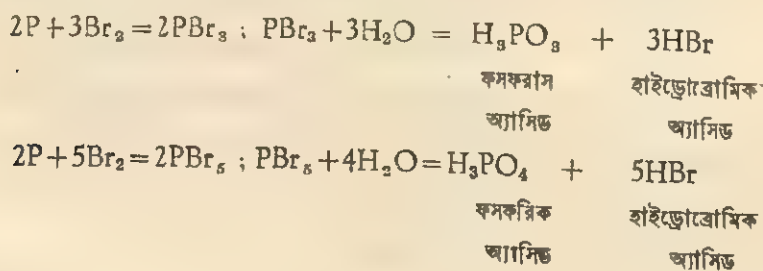 2P+3Br₂=2PBr₃ ; PBr₃+3H₂O = H₃PO₃ + 3HBr
ফসফরাস হাইড্রোব্রোমিক
অ্যাসিড অ্যাসিড
2P+5Br₂=2PBr₅ ; PBr₅+4H₂O=H₃PO₄ + 5HBr
ফসফরিক হাইড্রোব্রোমিক
অ্যাসিড অ্যাসিড